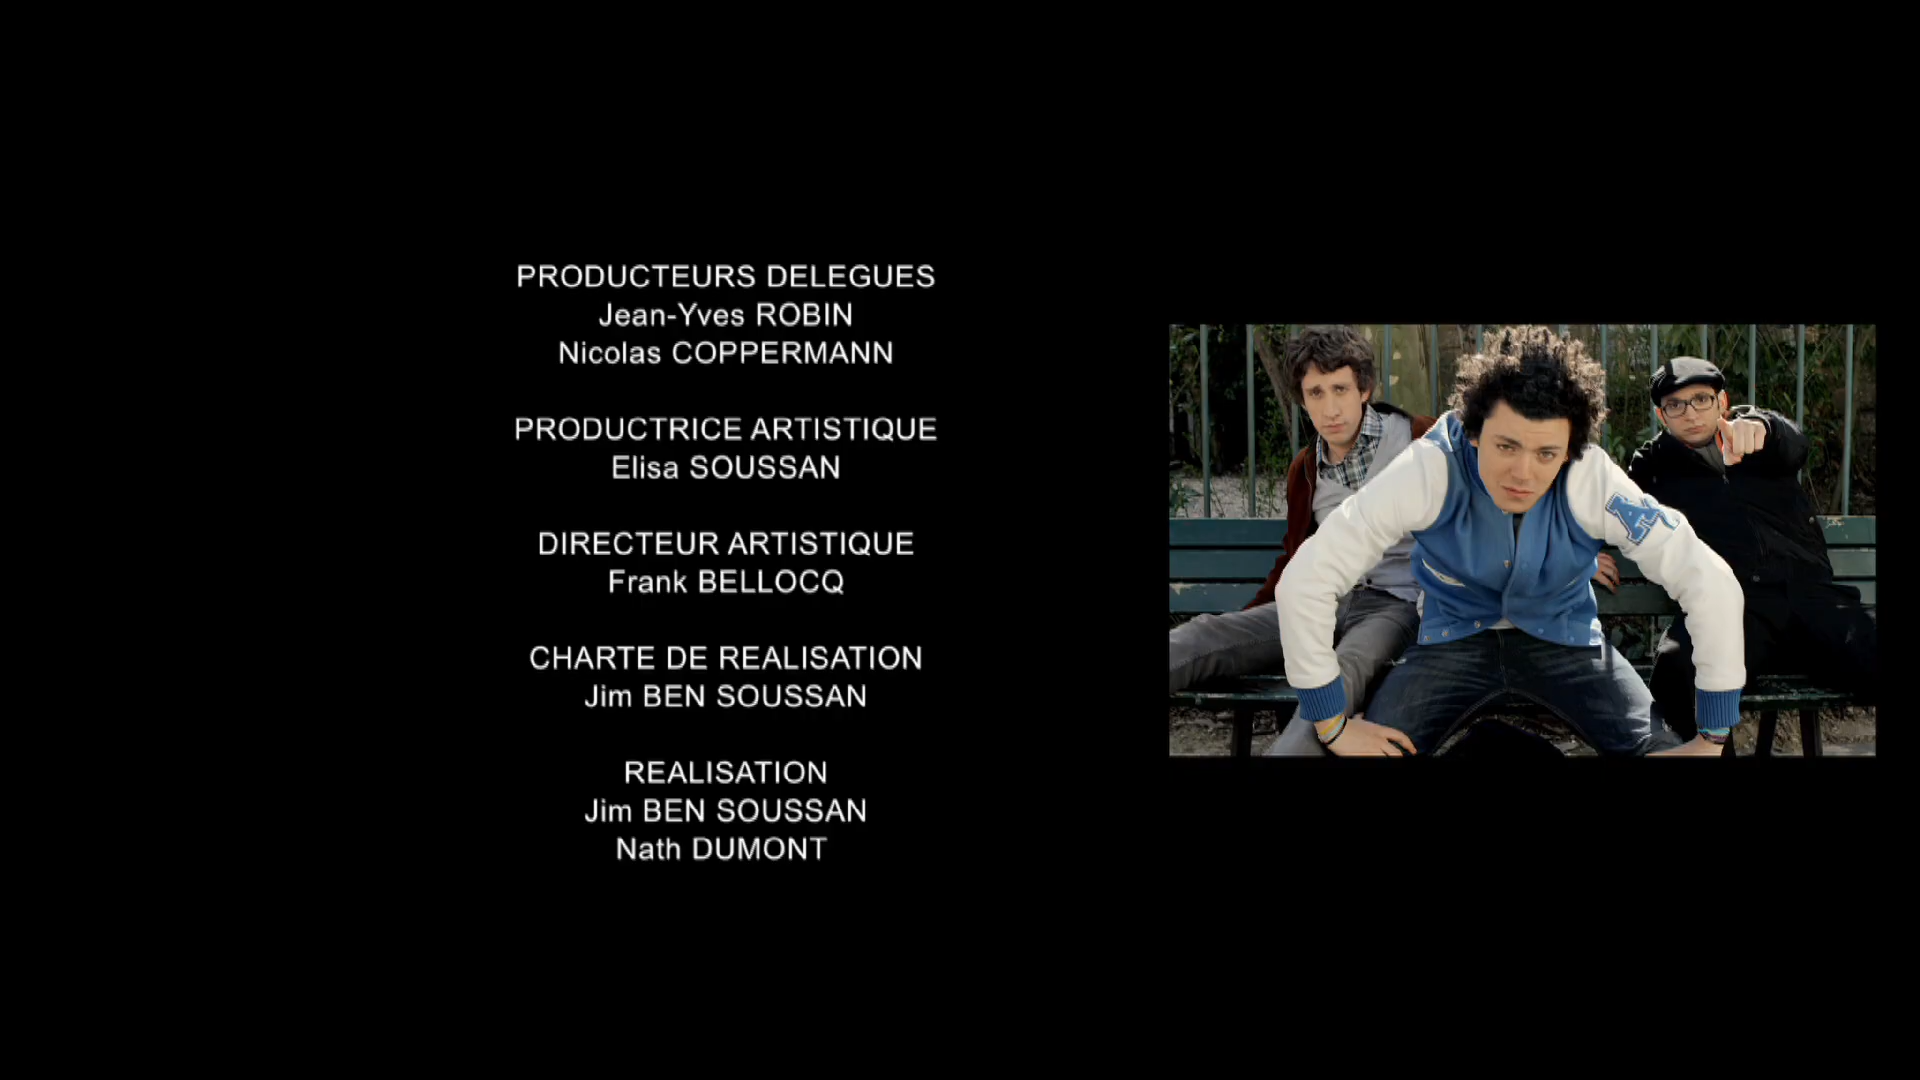 PRODUCTEURS DELEGUES
Jean-Yves ROBIN
Nicolas COPPERMANN
PRODUCTRICE ARTISTIQUE
Elisa SOUSSAN
DIRECTEUR ARTISTIQUE
Frank BELLOCQ
CHARTE DE REALISATION
Jim BEN SOUSSAN
REALISATION
Jim BEN SOUSSAN
Nath DUMONT
A